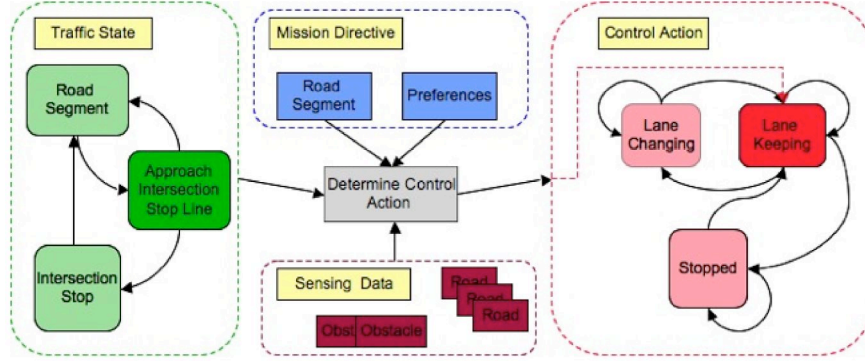 Traffic State
Road
Segment
Approach
Intersection
Stop Line
Intersection
Stop
Mission Directive
Road
Segment
Preferences
Determine Control
Action
Sensing Data
Obst
Obstacle
Road
Road
Road
Control Action
Lane
Changing
Lane
Keeping
Stopped